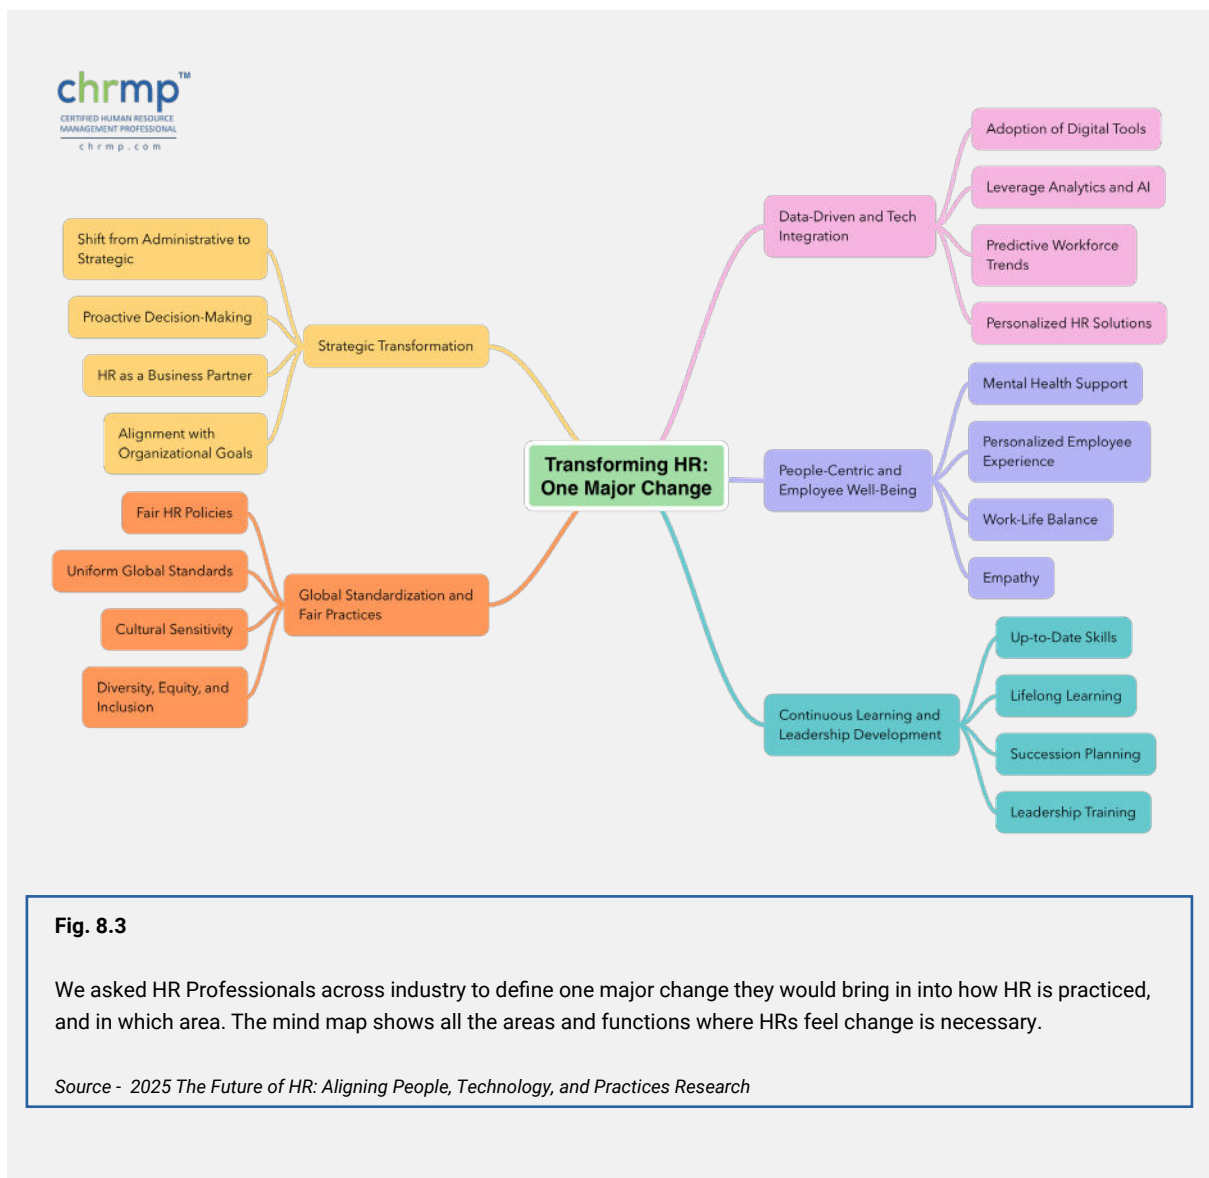 chrmp™
CERTIFIED HUMAN RESOURCE
MANAGEMENT PROFESSIONAL
chrmp.com
Transforming HR:
One Major Change
Strategic Transformation
Shift from Administrative to
Strategic
Proactive Decision-Making
HR as a Business Partner
Alignment with
Organizational Goals
Global Standardization and
Fair Practices
Fair HR Policies
Uniform Global Standards
Cultural Sensitivity
Diversity, Equity, and
Inclusion
Data-Driven and Tech
Integration
Adoption of Digital Tools
Leverage Analytics and AI
Predictive Workforce
Trends
Personalized HR Solutions
People-Centric and
Employee Well-Being
Mental Health Support
Personalized Employee
Experience
Work-Life Balance
Empathy
Continuous Learning and
Leadership Development
Up-to-Date Skills
Lifelong Learning
Succession Planning
Leadership Training
Fig. 8.3
We asked HR Professionals across industry to define one major change they would bring in into how HR is practiced,
and in which area. The mind map shows all the areas and functions where HRs feel change is necessary.
Source - 2025 The Future of HR: Aligning People, Technology, and Practices Research